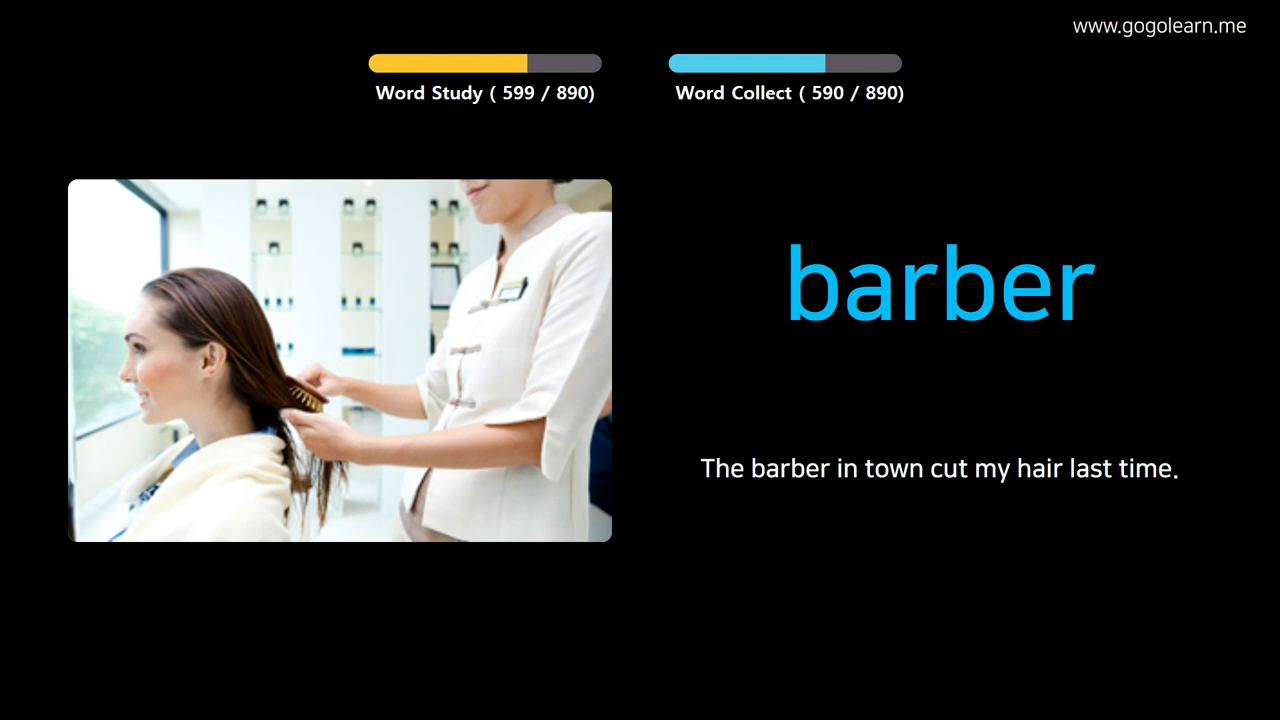 www.gogolearn.me
Word Study ( 599 / 890)
Word Collect ( 590 / 890)
barber
The barber in town cut my hair last time.